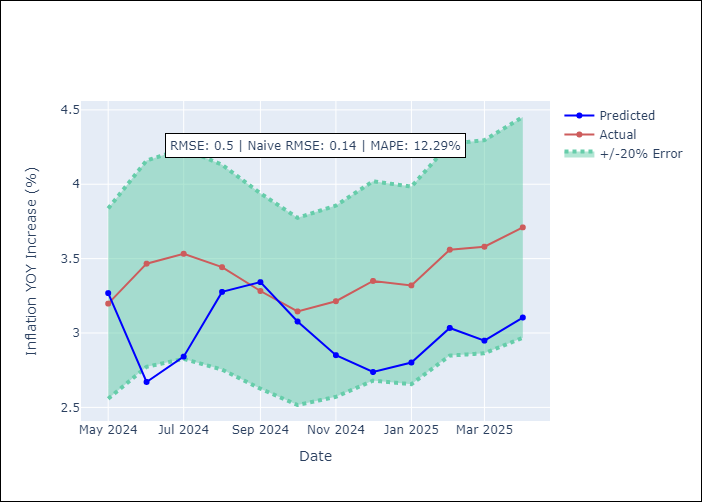 RMSE: 0.5 | Naive RMSE: 0.14 | MAPE: 12.29%
Predicted
Actual
+/-20% Error
Inflation YOY Increase (%)
4.5
4
3.5
3
2.5
May 2024 Jul 2024 Sep 2024 Nov 2024 Jan 2025 Mar 2025
Date